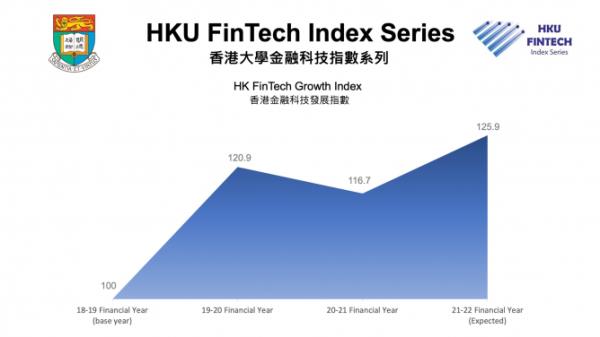 HKU FinTech Index Series
香港大學金融科技指數系列
HKU
FINTECH
Index Series
HK FinTech Growth Index
香港金融科技發展指數
125.9
120.9
116.7
100
18-19 Financial Year
(base year)
19-20 Financial Year
20-21 Financial Year
21-22 Financial Year
(Expected)